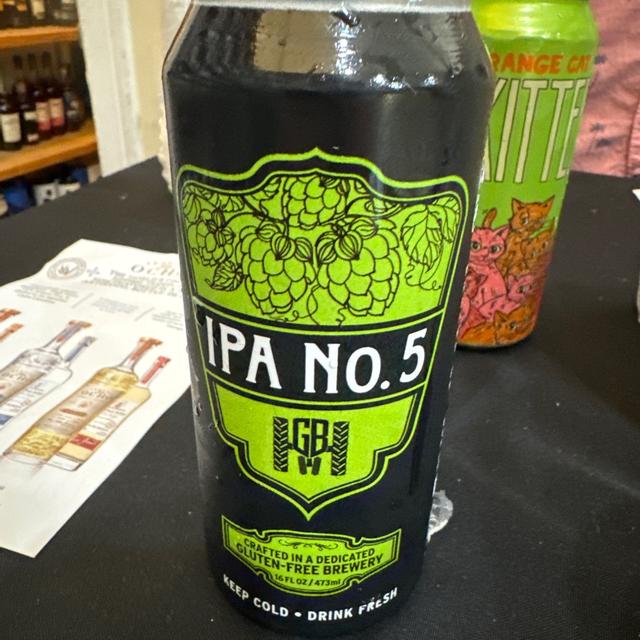 IPA No. 5
GB
H
CRAFTED IN A DEDICATED
GLUTEN-FREE BREWERY
16 FL OZ / 473ml
KEEP COLD • DRINK FRESH
RANGE CAT
KITTE